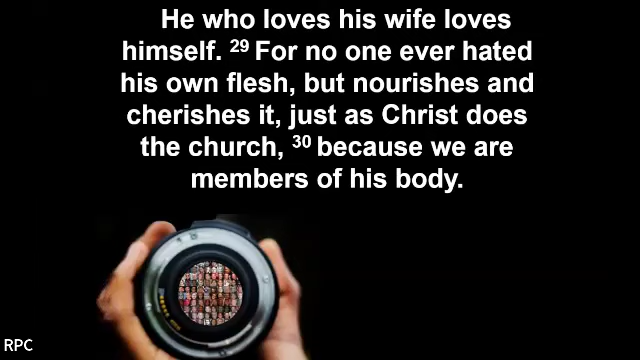 He who loves his wife loves
himself. 29 For no one ever hated
his own flesh, but nourishes and
cherishes it, just as Christ does
the church, 30 because we are
members of his body.
RPC